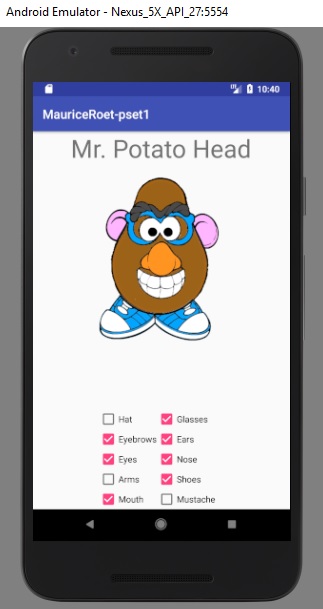 Android Emulator - Nexus_5X_API_27:5554
10:40
MauriceRoet-pset1
Mr. Potato Head
Hat Glasses
Eyebrows Ears
Eyes Nose
Arms Shoes
Mouth Mustache